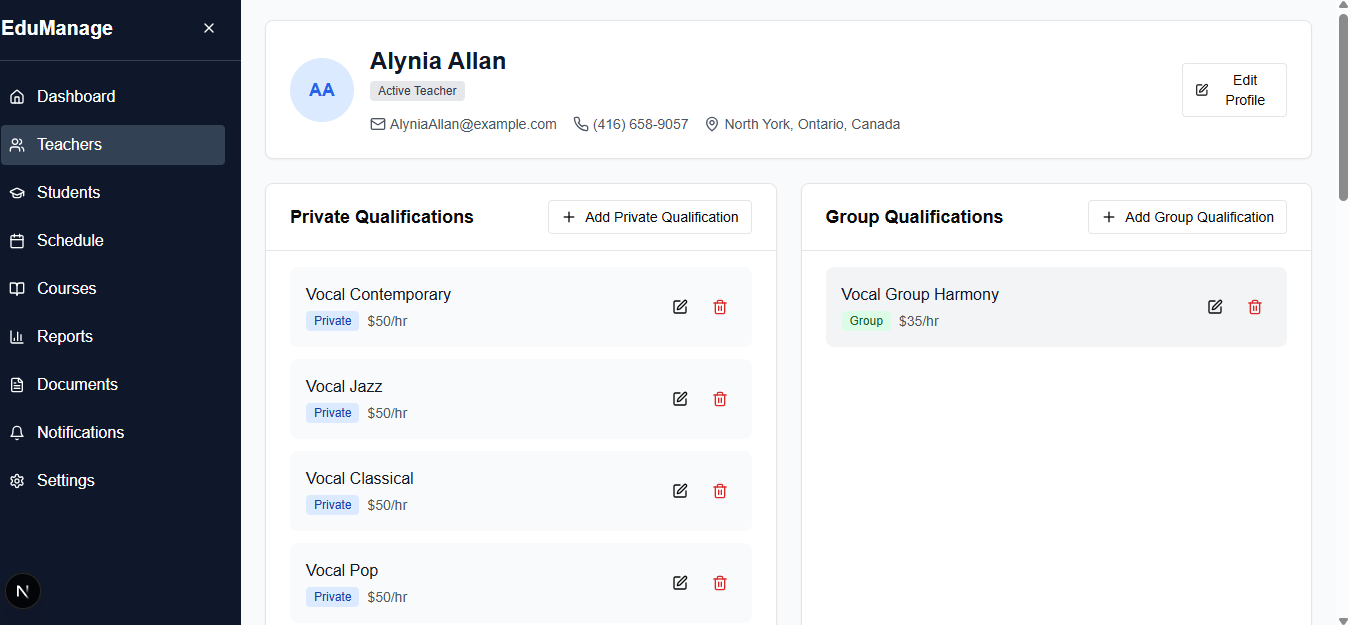 EduManage
Dashboard
Teachers
Students
Schedule
Courses
Reports
Documents
Notifications
Settings
N
AA
Alynia Allan
Active Teacher
AlyniaAllan@example.com (416) 658-9057 North York, Ontario, Canada
Edit
Profile
Private Qualifications
Add Private Qualification
Vocal Contemporary
Private $50/hr
Vocal Jazz
Private $50/hr
Vocal Classical
Private $50/hr
Vocal Pop
Private $50/hr
Group Qualifications
Add Group Qualification
Vocal Group Harmony
Group $35/hr